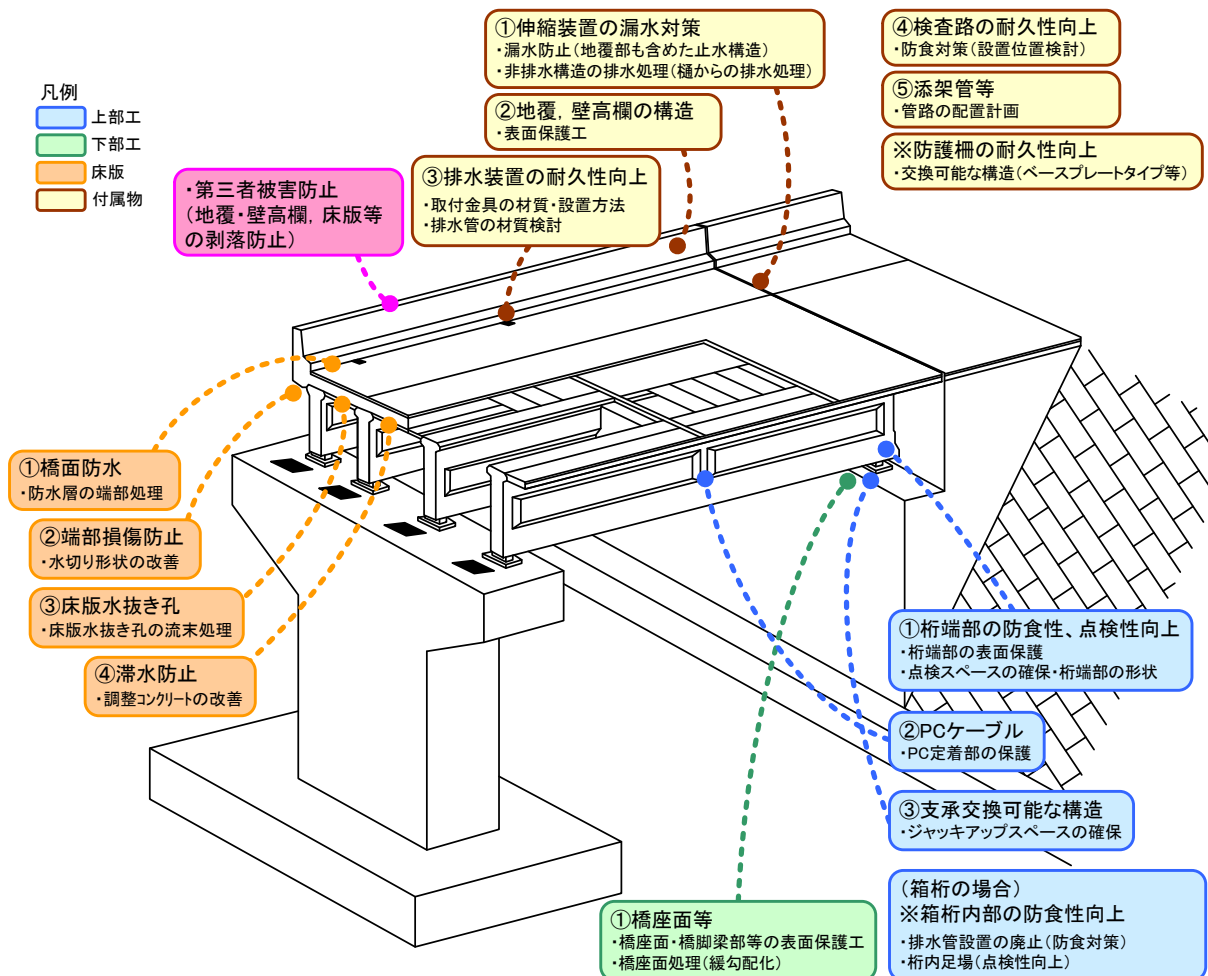 凡例
上部工
下部工
床版
付属物
・第三者被害防止
（地覆・壁高欄，床版等
の剥落防止）
①伸縮装置の漏水対策
・漏水防止（地覆部も含めた止水構造）
・非排水構造の排水処理（樋からの排水処理）
②地覆，壁高欄の構造
・表面保護工
③排水装置の耐久性向上
・取付金具の材質・設置方法
・排水管の材質検討
④検査路の耐久性向上
・防食対策（設置位置検討）
⑤添架管等
・管路の配置計画
※防護柵の耐久性向上
・交換可能な構造（ベースプレートタイプ等）
①橋面防水
・防水層の端部処理
②端部損傷防止
・水切り形状の改善
③床版水抜き孔
・床版水抜き孔の流末処理
④滞水防止
・調整コンクリートの改善
①桁端部の防食性、点検性向上
・桁端部の表面保護
・点検スペースの確保・桁端部の形状
②PCケーブル
・PC定着部の保護
③支承交換可能な構造
・ジャッキアップスペースの確保
（箱桁の場合）
※箱桁内部の防食性向上
・排水管設置の廃止（防食対策）
・桁内足場（点検性向上）
①橋座面等
・橋座面・橋脚梁部等の表面保護工
・橋座面処理（緩勾配化）